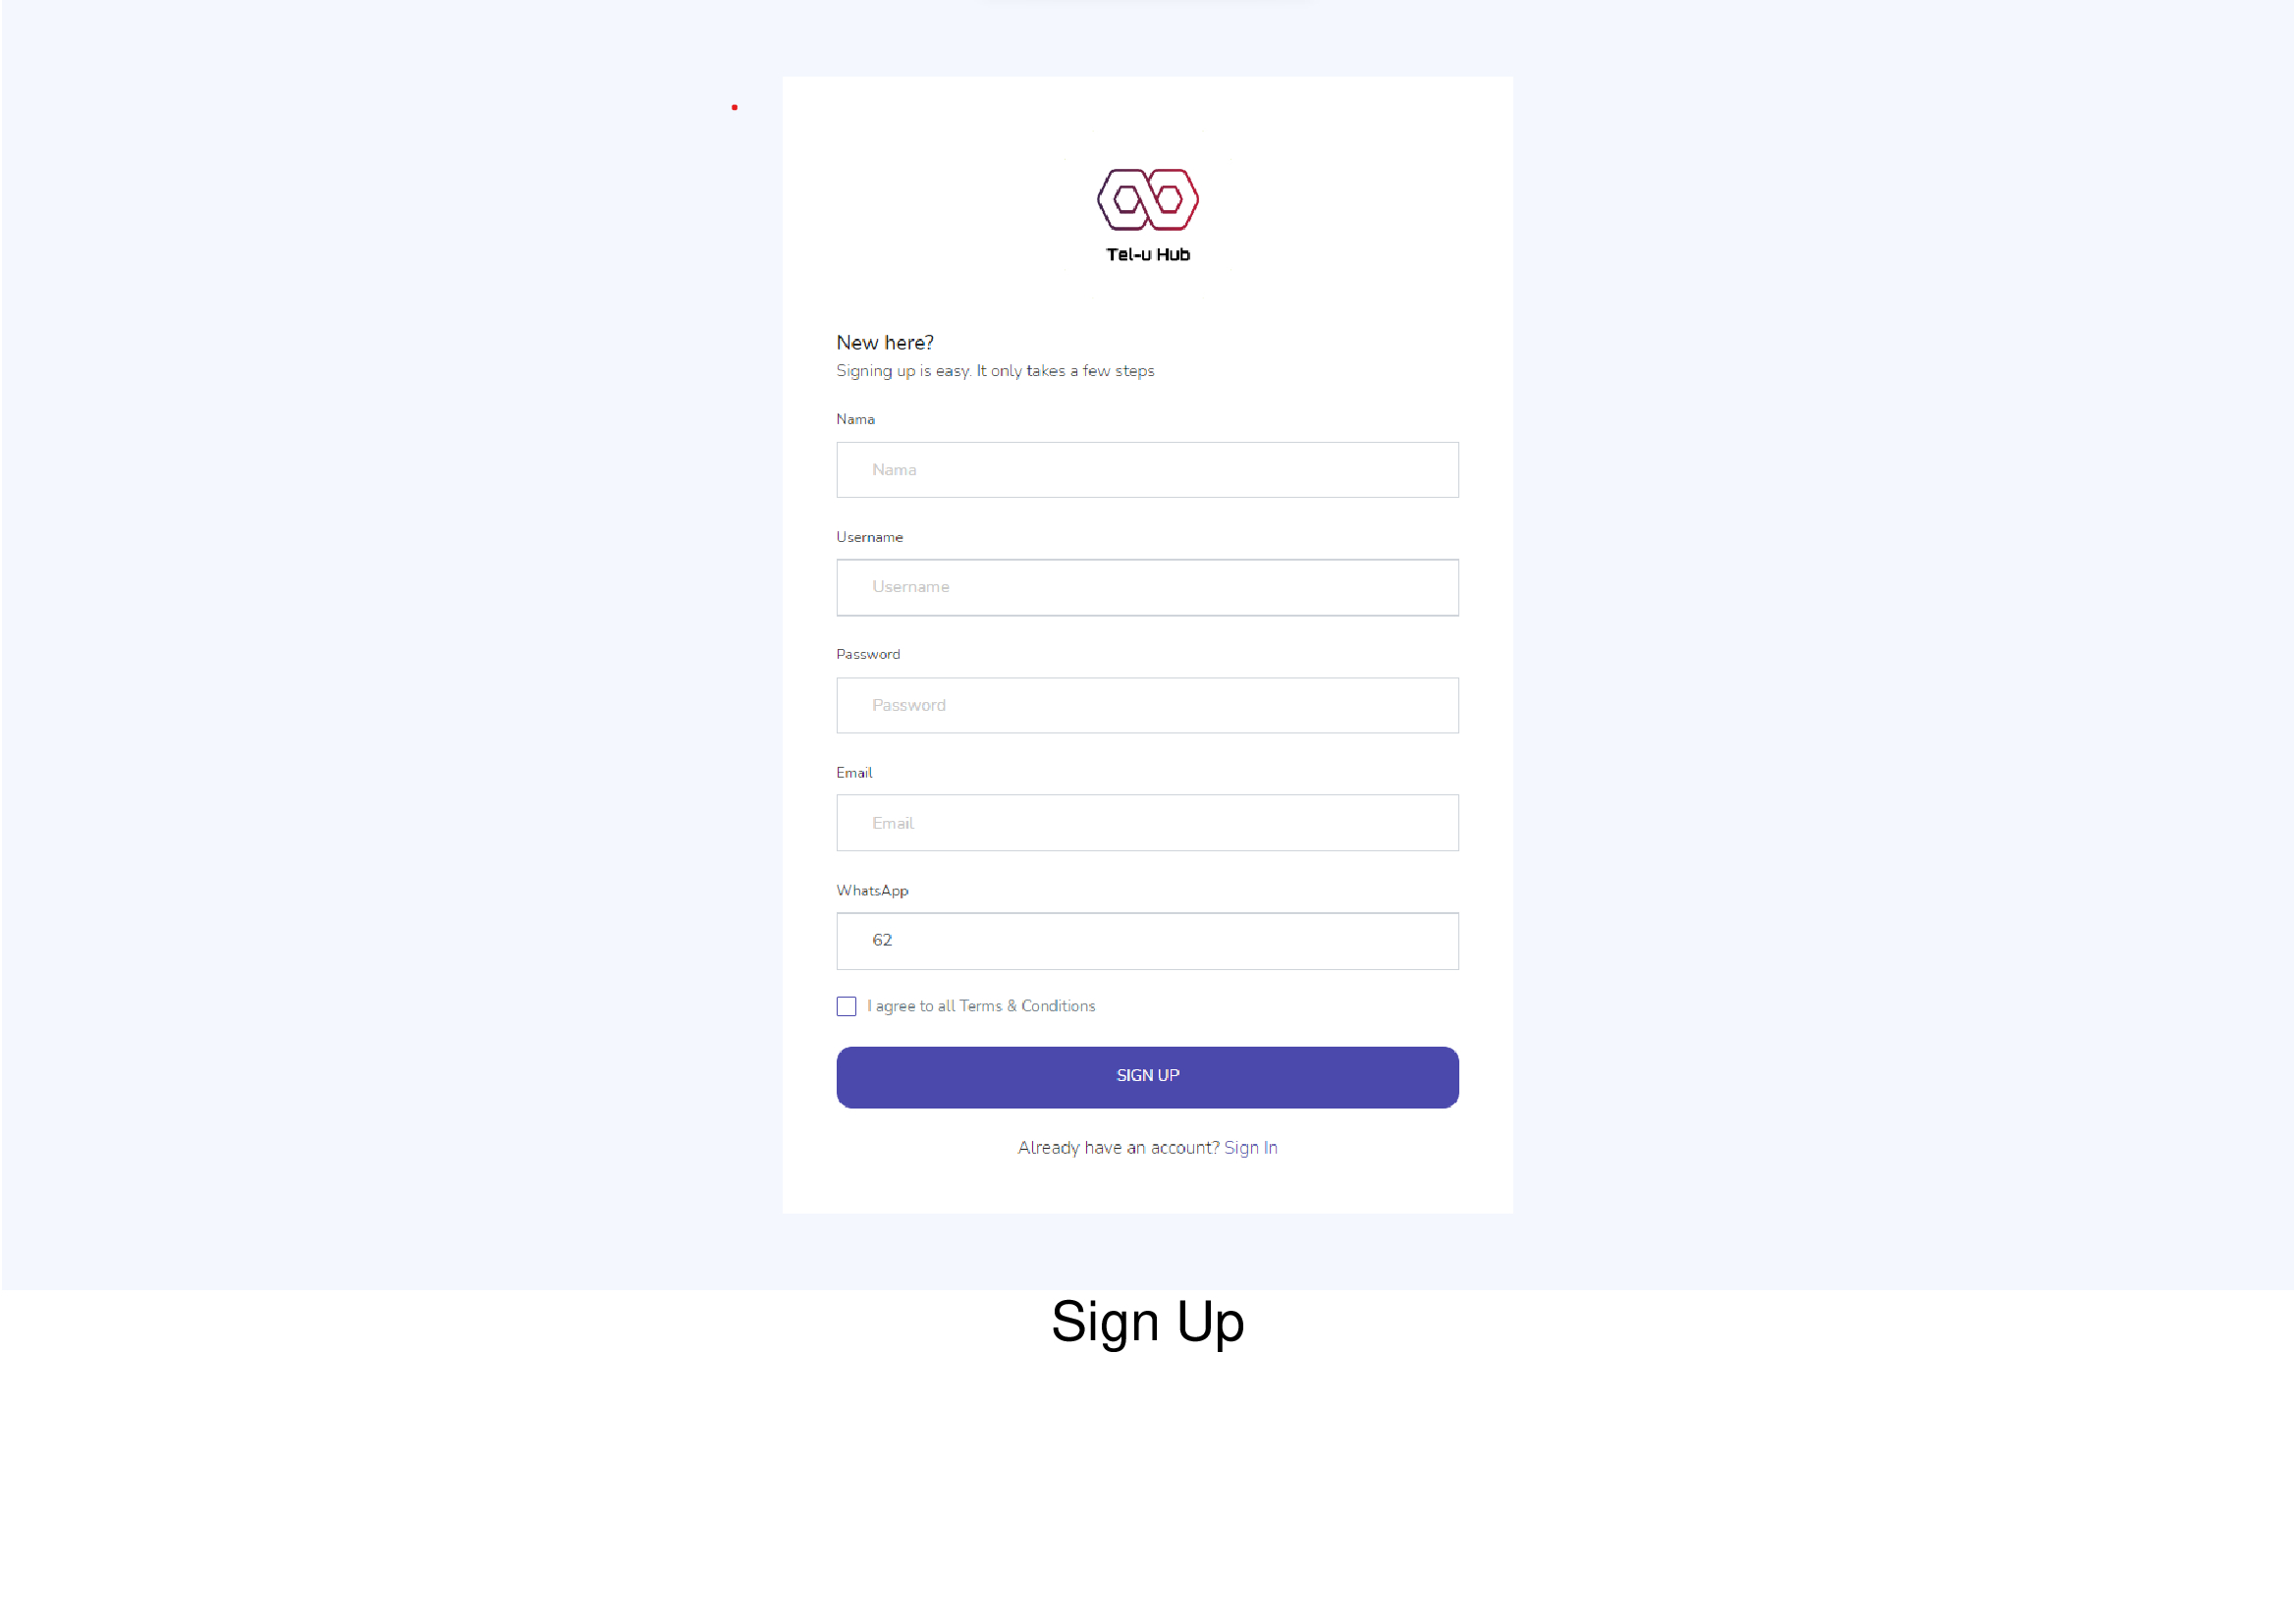 Tel-u Hub
New here?
Signing up is easy. It only takes a few steps
Nama
Nama
Username
Username
Password
Password
Email
Email
WhatsApp
62
I agree to all Terms & Conditions
SIGN UP
Already have an account? Sign In
Sign Up